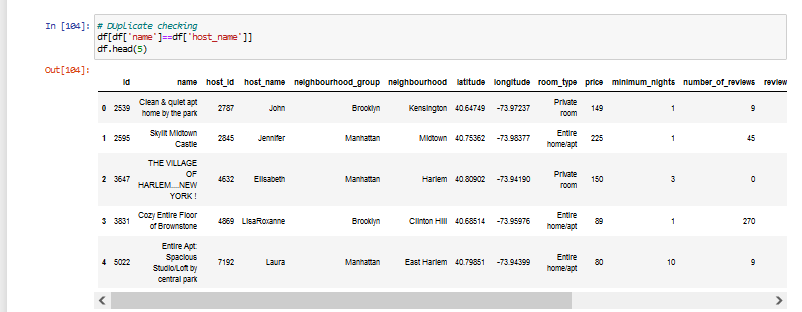 In [104]: # DUplicate checking
df[df['name']==df['host_name']]
df.head(5)
Out[104]:
id name host_id host_name neighbourhood_group neighbourhood latitude longitude room_type price minimum_nights number_of_reviews review
0 2539 Clean & quiet apt home by the park 2787 John Brooklyn Kensington 40.64749 -73.97237 Private room 149 1 9
1 2595 Skylit Midtown Castle 2845 Jennifer Manhattan Midtown 40.75362 -73.98377 Entire home/apt 225 1 45
2 3647 THE VILLAGE OF HARLEM....NEW YORK ! 4632 Elisabeth Manhattan Harlem 40.80902 -73.94190 Private room 150 3 0
3 3831 Cozy Entire Floor of Brownstone 4869 LisaRoxanne Brooklyn Clinton Hill 40.68514 -73.95976 Entire home/apt 89 1 270
4 5022 Entire Apt: Spacious Studio/Loft by central park 7192 Laura Manhattan East Harlem 40.79851 -73.94399 Entire home/apt 80 10 9